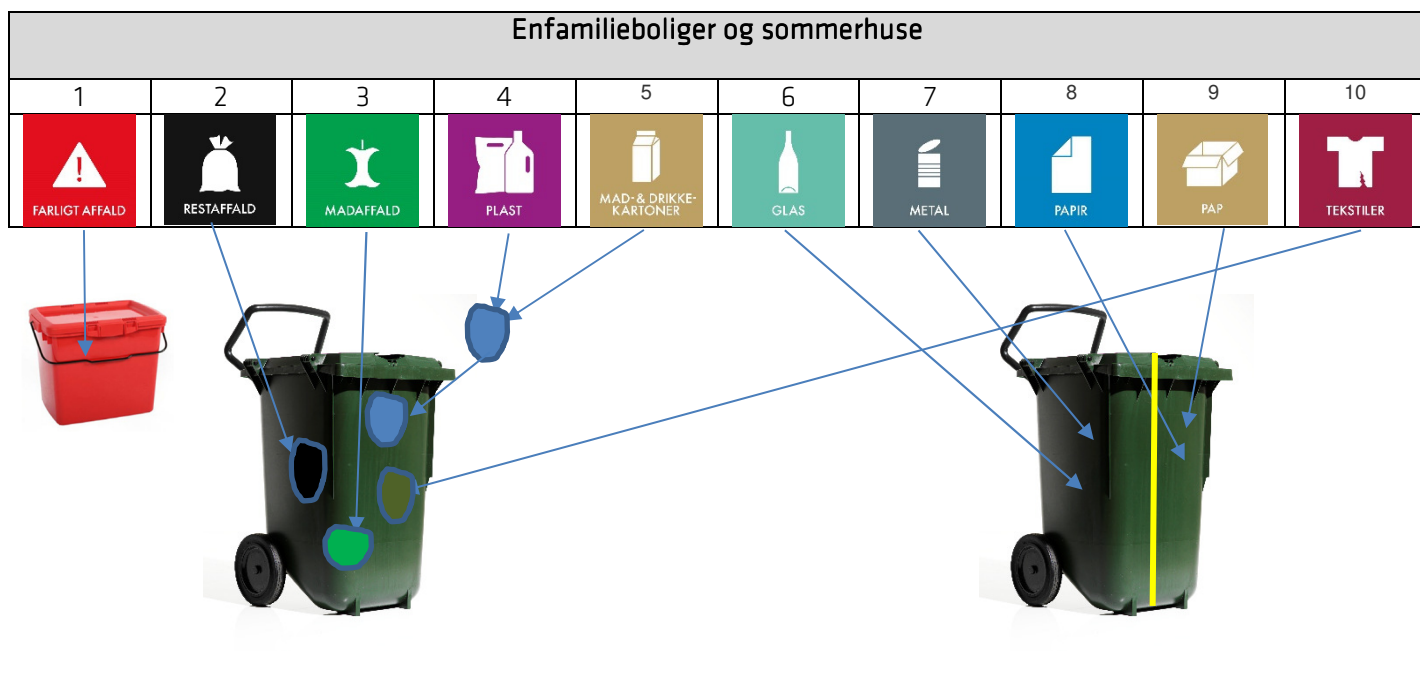 Enfamilieboliger og sommerhuse
1 2 3 4 5 6 7 8 9 10
FARLIGT AFFALD
RESTAFFALD
MADAFFALD
PLAST
MAD- & DRIKKE-
KARTONER
GLAS
METAL
PAPIR
PAP
TEKSTILER